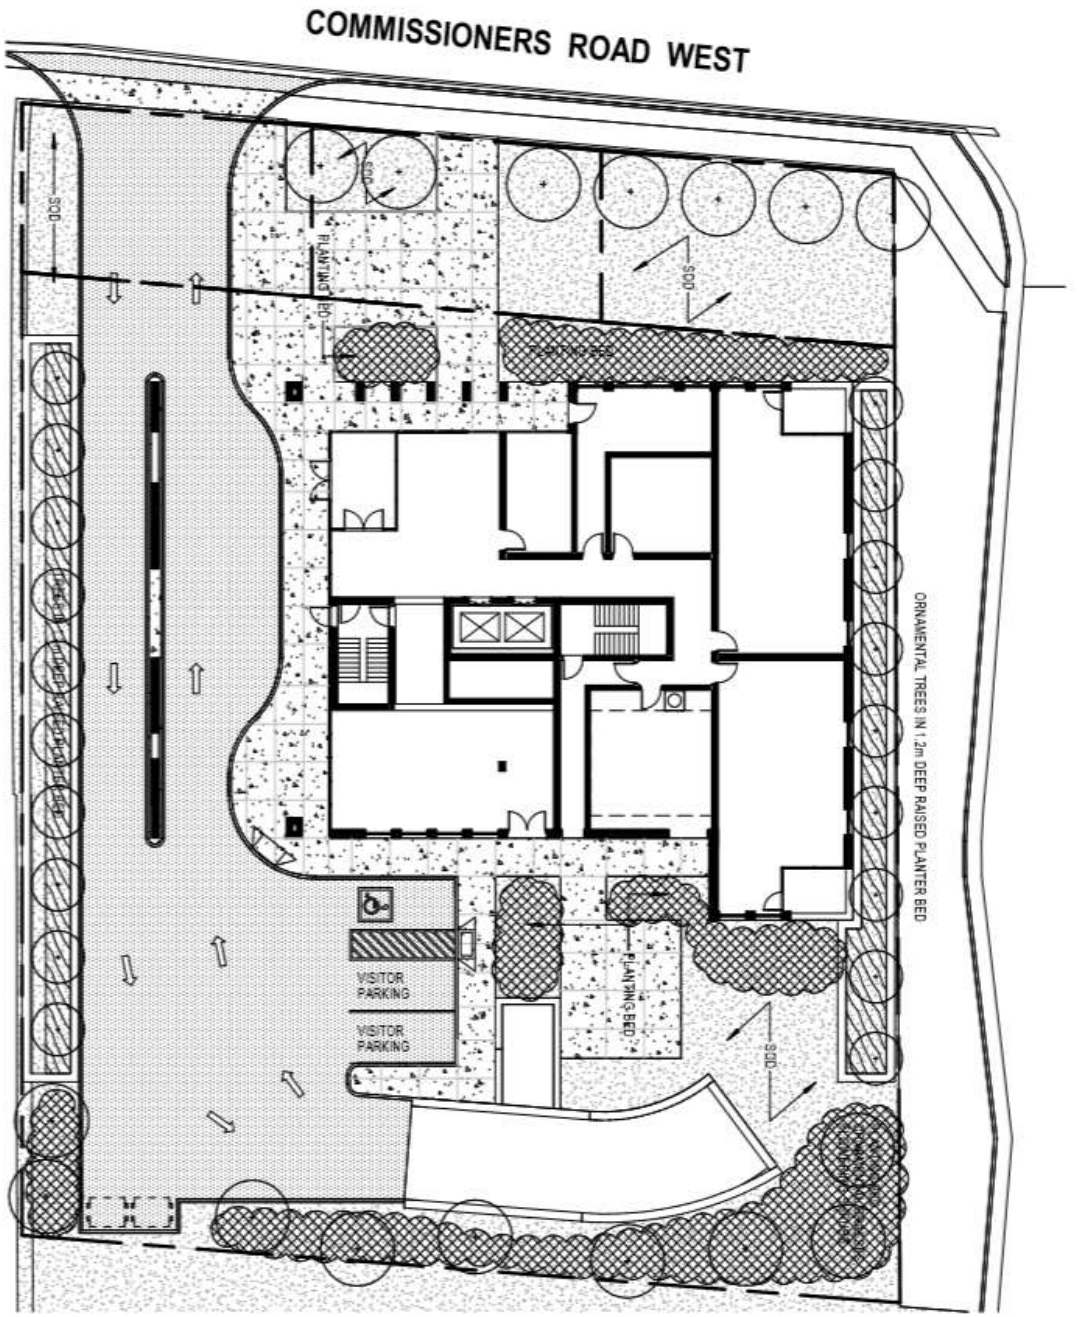 COMMISSIONERS ROAD WEST
SOD
SOD
SOD
PLANTING BED
PLANTING BED
ORNAMENTAL TREES IN 1.2m DEEP RAISED PLANTER BED
VISITOR
PARKING
VISITOR
PARKING
PLANTING BED
SOD